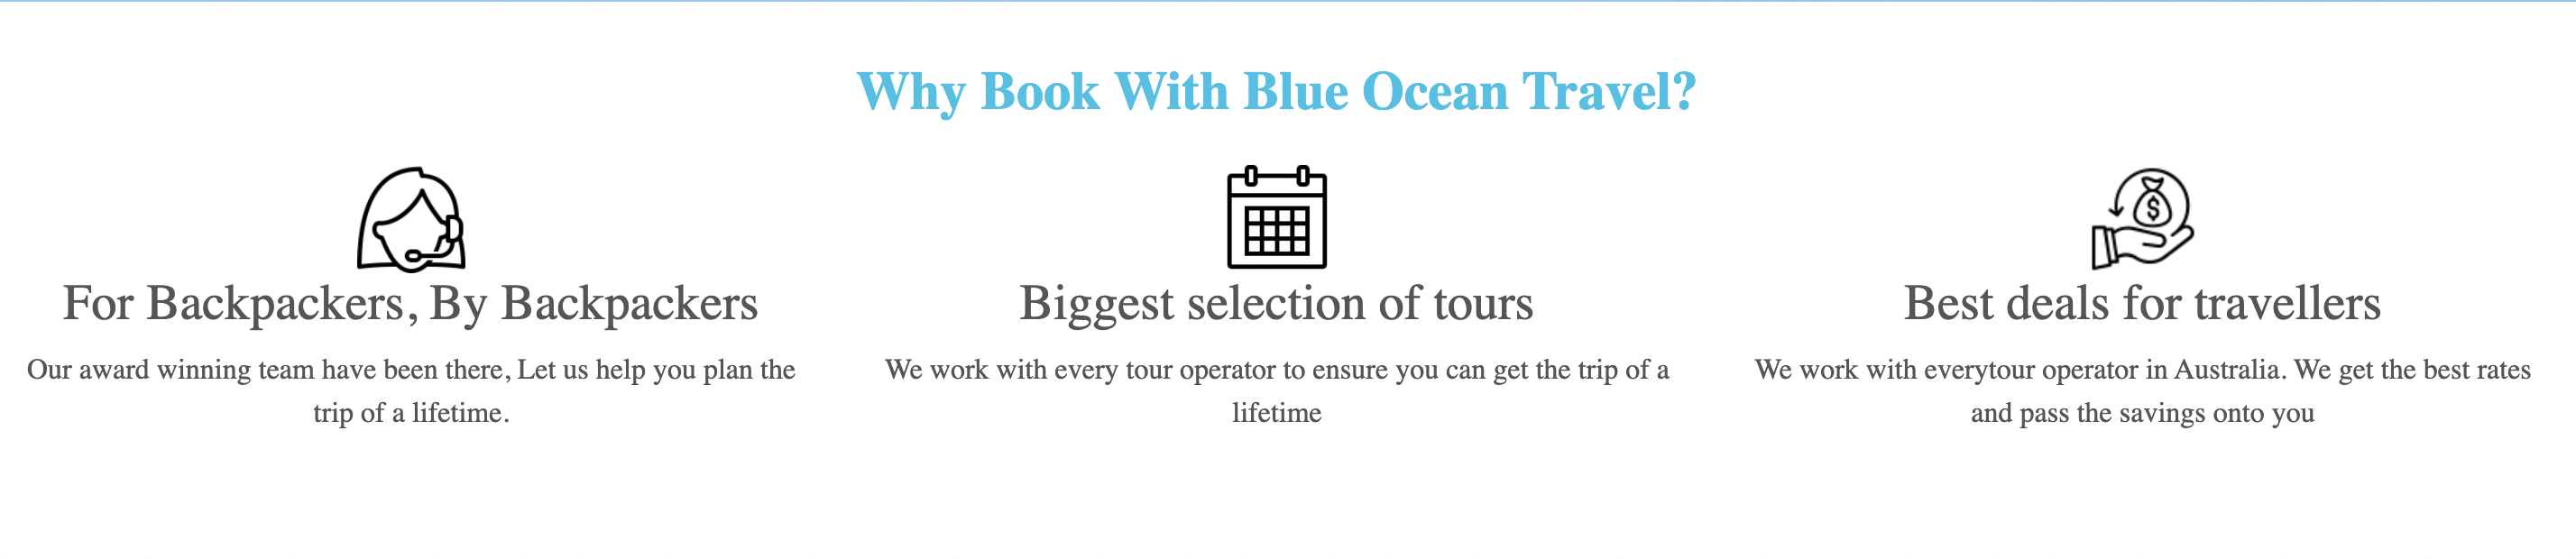 Why Book With Blue Ocean Travel?
For Backpackers, By Backpackers
Our award winning team have been there, Let us help you plan the
trip of a lifetime.
Biggest selection of tours
We work with every tour operator to ensure you can get the trip of a
lifetime
Best deals for travellers
We work with everytour operator in Australia. We get the best rates
and pass the savings onto you